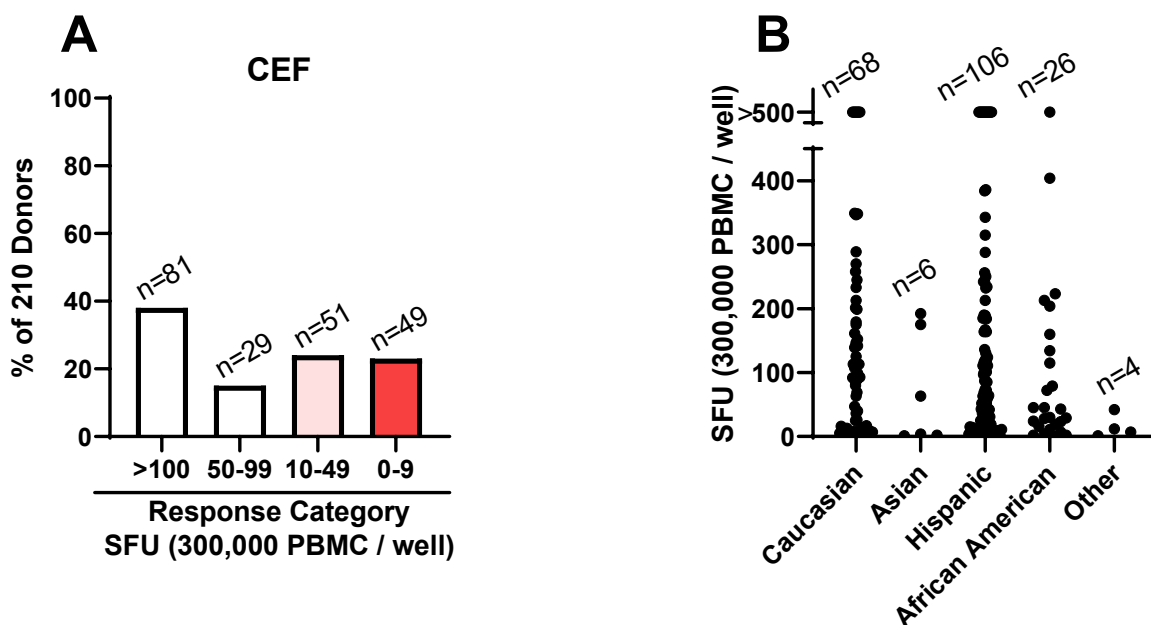 A
CEF
% of 210 Donors
100
80
60
40
20
0
n=81
n=29
n=51
n=49
>100
50-99
10-49
0-9
Response Category
SFU (300,000 PBMC / well)
B
SFU (300,000 PBMC / well)
>500
400
300
200
100
0
n=68
n=6
n=106
n=26
n=4
Caucasian
Asian
Hispanic
African American
Other